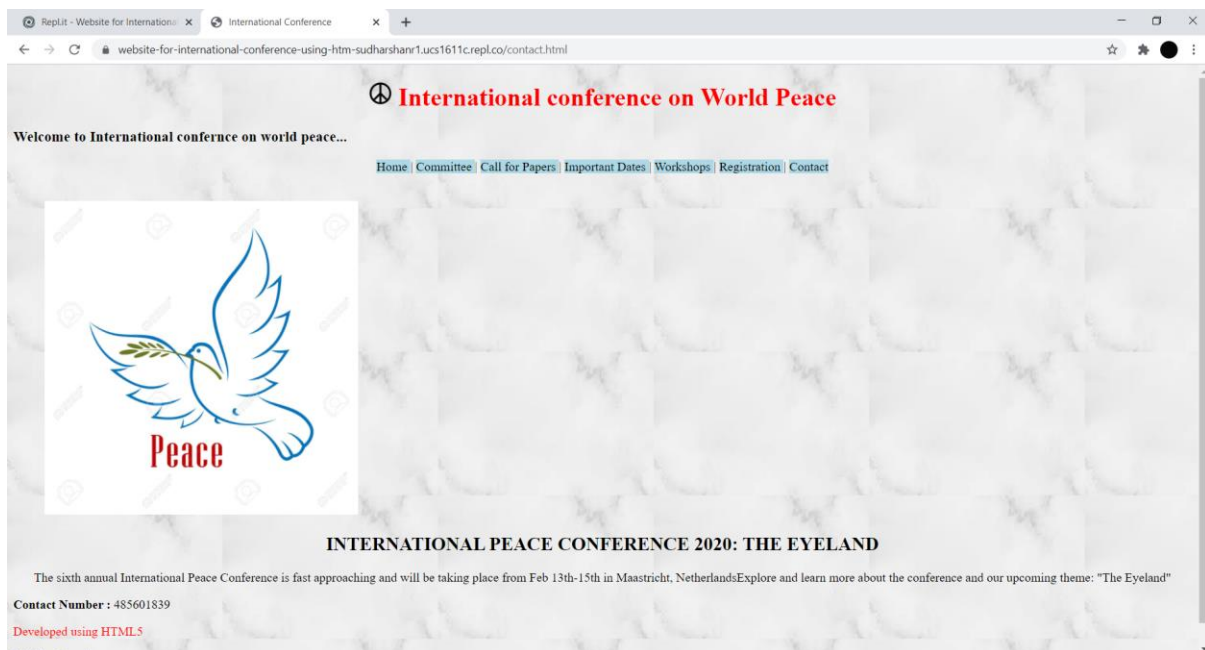 Repl.it - Website for International
International Conference
website-for-international-conference-using-htm-sudharshanr1.ucs1611c.repl.co/contact.html
☮ International conference on World Peace
Welcome to International confernce on world peace...
Home | Committee | Call for Papers | Important Dates | Workshops | Registration | Contact
Peace
INTERNATIONAL PEACE CONFERENCE 2020: THE EYELAND
The sixth annual International Peace Conference is fast approaching and will be taking place from Feb 13th-15th in Maastricht, NetherlandsExplore and learn more about the conference and our upcoming theme: "The Eyeland"
Contact Number : 485601839
Developed using HTML5